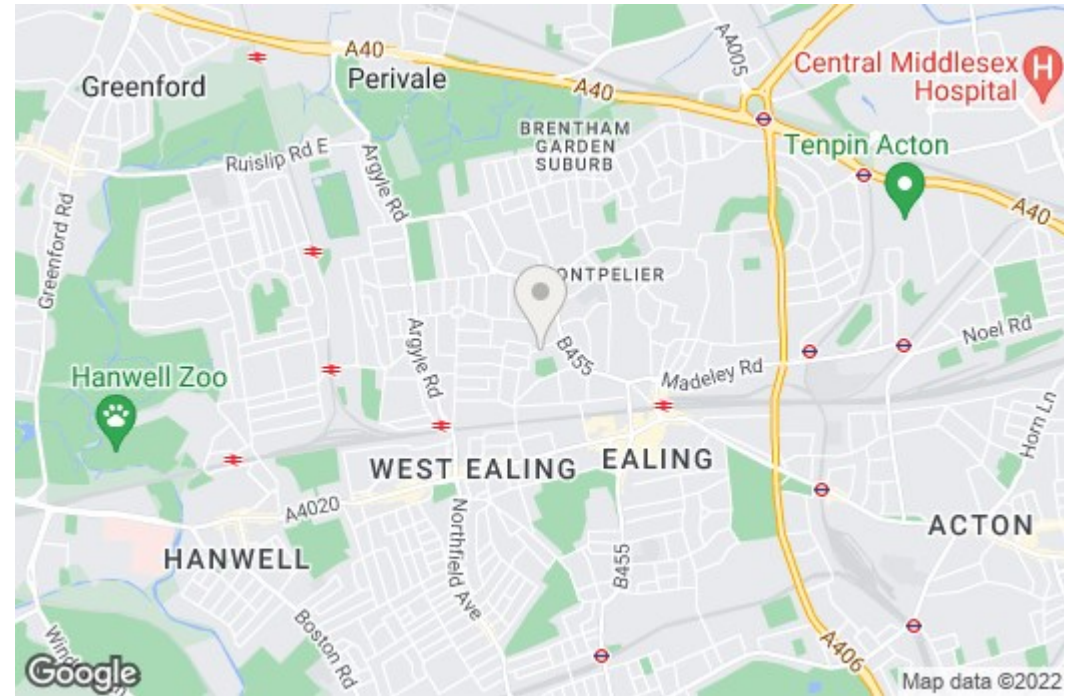 A40
A4005
Greenford
Perivale
A40
Central Middlesex
Hospital
H
BRENTHAM
GARDEN
SUBURB
Tenpin Acton
Ruislip Rd E
Argyle Rd
A40
Greenford Rd
ONTPELIER
Argyle Rd
B455
Noel Rd
Madeley Rd
Hanwell Zoo
Horn Ln
WEST EALING
EALING
A4020
Northfield Ave
ACTON
HANWELL
B455
Boston Rd
A406
Google
Map data ©2022